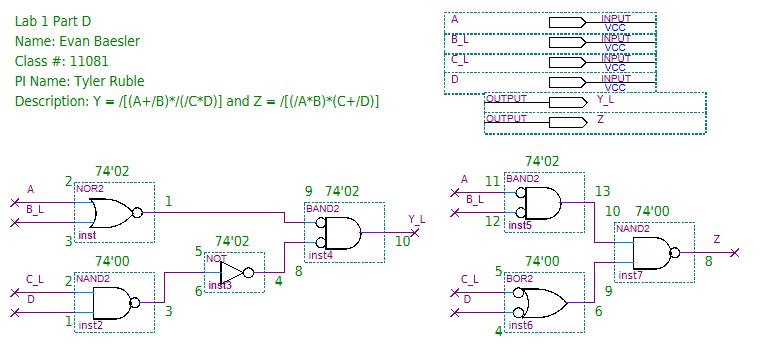 Lab 1 Part D
Name: Evan Baesler
Class #: 11081
PI Name: Tyler Ruble
Description: Y = /[(A+/B)*/(/C*D)] and Z = /[(/A*B)*(C+/D)]
A INPUT
VCC
B_L INPUT
VCC
C_L INPUT
VCC
D INPUT
VCC
OUTPUT Y_L
OUTPUT Z
74'02
2 NOR2
A 1
B_L
3 inst
74'00
2 NAND2
C_L
D 3
1 inst2
74'02
5 NOT
4
6 inst3
9 74'02
BAND2
Y_L
10
8 inst4
74'02
A 11 BAND2
13
B_L
12 inst5
74'00
5 BOR2
C_L
D 6
4 inst6
10 74'00
NAND2
Z
8
9 inst7